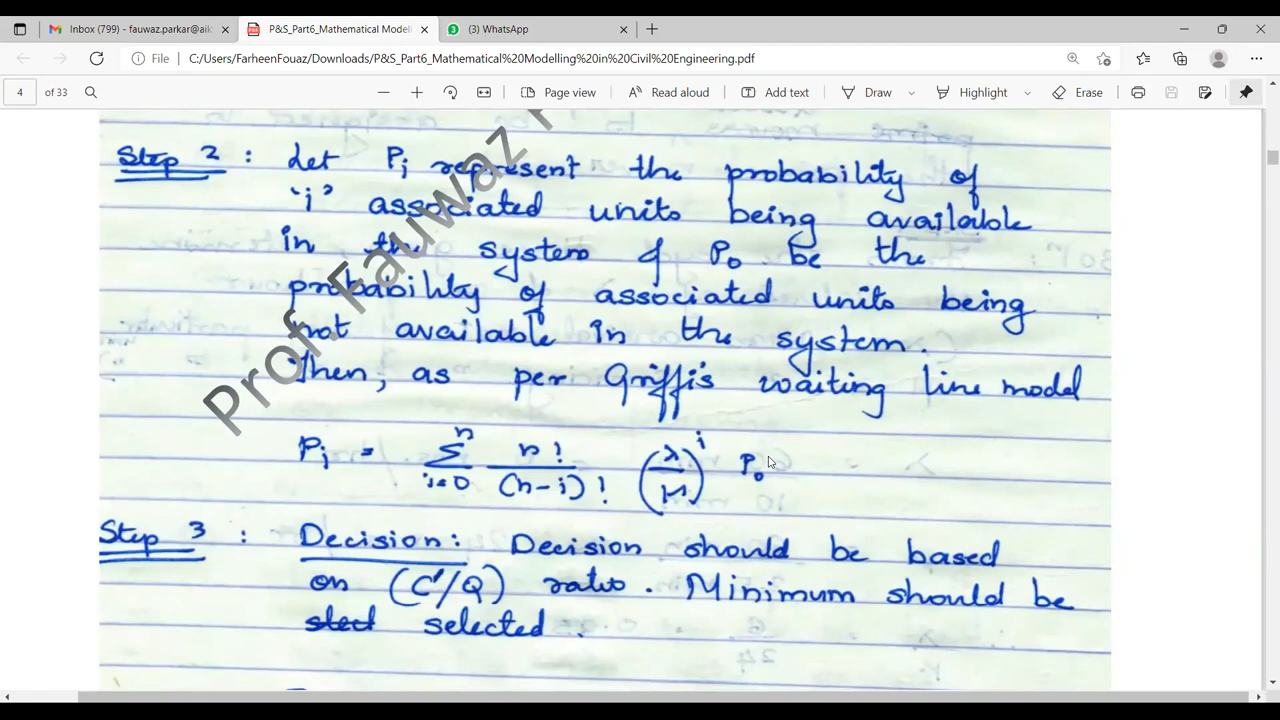 Inbox (799) - fauwaz.parkar@aik
P&S_Part6_Mathematical Modelli
(3) WhatsApp
File
C:/Users/FarheenFouaz/Downloads/P&S_Part6_Mathematical%20Modelling%20in%20Civil%20Engineering.pdf
4 of 33
Page view
Read aloud
Add text
Draw
Highlight
Erase
Step 2 : Let Pi represent the probability of
'i' associated units being available
in the system & P0 be the
probability of associated units being
not available in the system.
Then, as per Griffis waiting line model
Pi = Σ n i=0 n! / (n-i)! (λ/μ)^i P0
Step 3 : Decision: Decision should be based
on (C'/Q) ratio. Minimum should be
selected.
Prof. Fauwaz